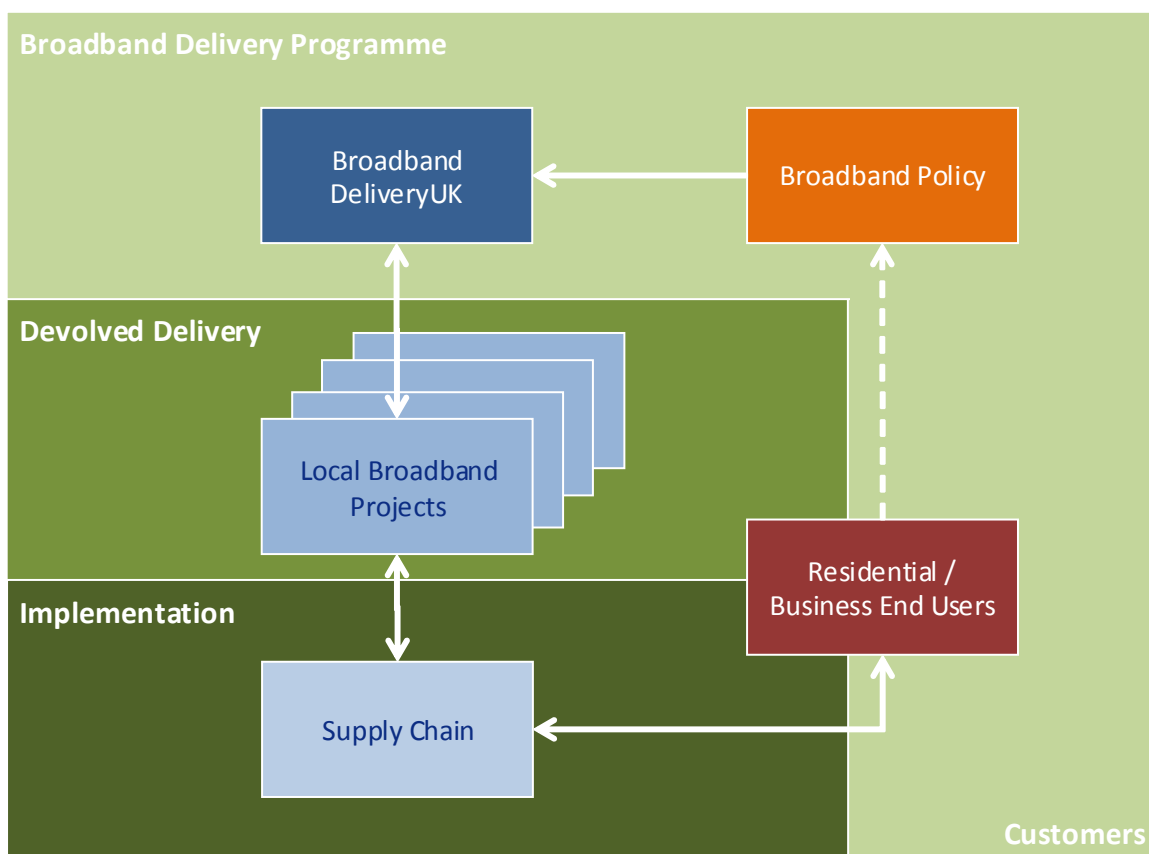 Broadband Delivery Programme
Broadband
DeliveryUK
Broadband Policy
Devolved Delivery
Local Broadband
Projects
Residential /
Business End Users
Implementation
Supply Chain
Customers